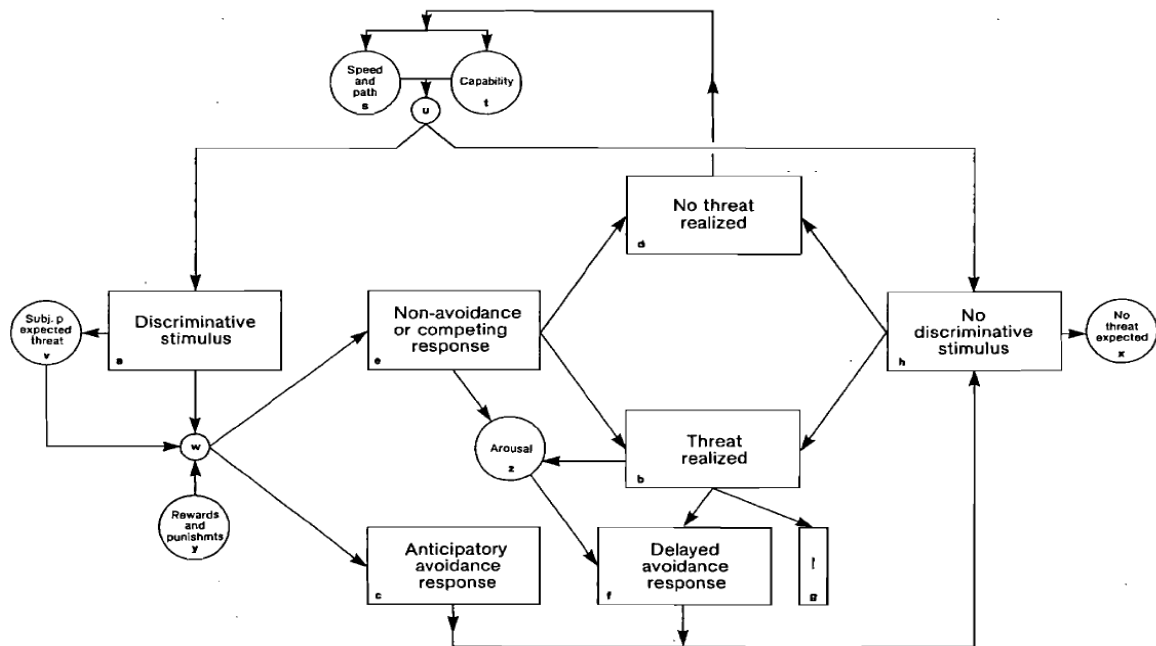 Speed
and
path
s
Capability
t
u
No threat
realized
d
Subj. p
expected
threat
v
Discriminative
stimulus
a
Non-avoidance
or competing
response
e
No
discriminative
stimulus
h
No
threat
expected
x
w
Arousal
z
Threat
realized
b
Rewards
and
punishmts
y
Anticipatory
avoidance
response
c
Delayed
avoidance
response
f
g